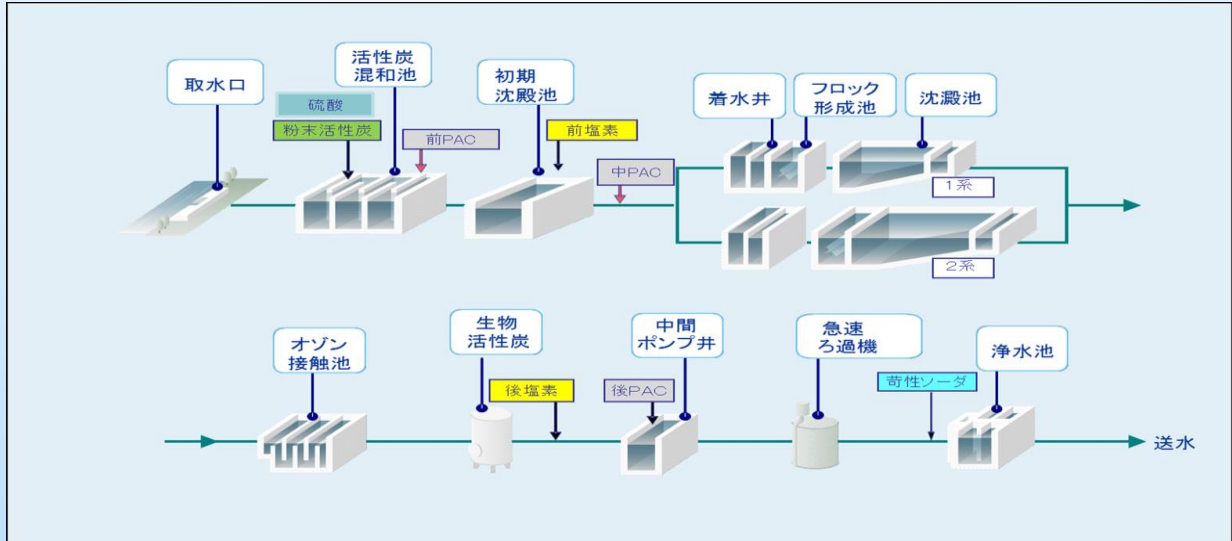 取水口
硫酸
粉末活性炭
活性炭
混和池
前PAC
初期
沈殿池
前塩素
中PAC
着水井
フロック
形成池
沈澱池
1系
2系
オゾン
接触池
生物
活性炭
後塩素
後PAC
中間
ポンプ井
急速
ろ過機
苛性ソーダ
浄水池
送水